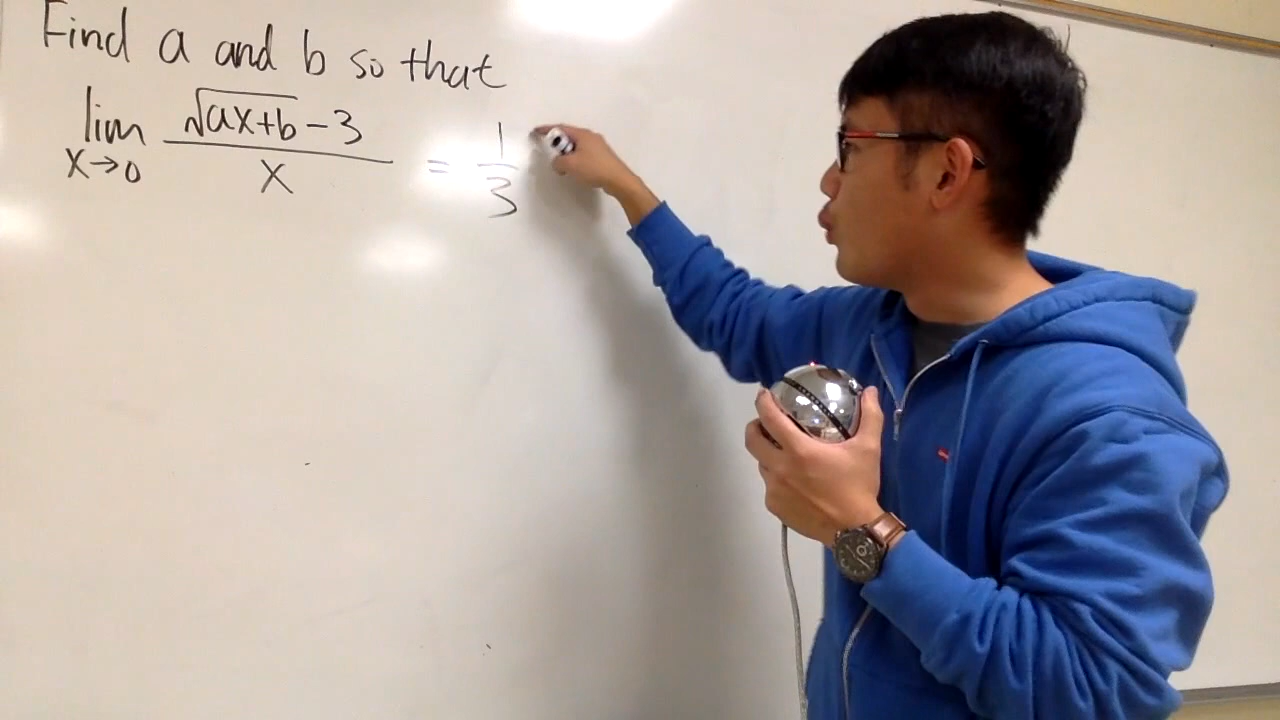 Find a and b so that
lim x→0 (√(ax+b) - 3) / x = 1/3